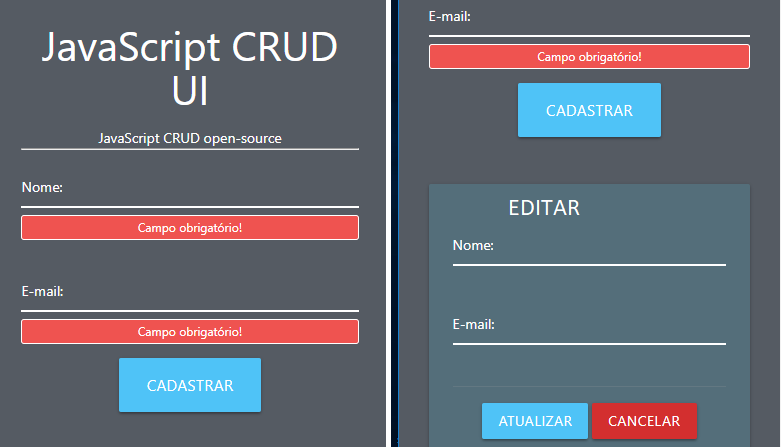 JavaScript CRUD
UI
JavaScript CRUD open-source
Nome:
Campo obrigatório!
E-mail:
Campo obrigatório!
CADASTRAR
E-mail:
Campo obrigatório!
CADASTRAR
EDITAR
Nome:
E-mail:
ATUALIZAR CANCELAR